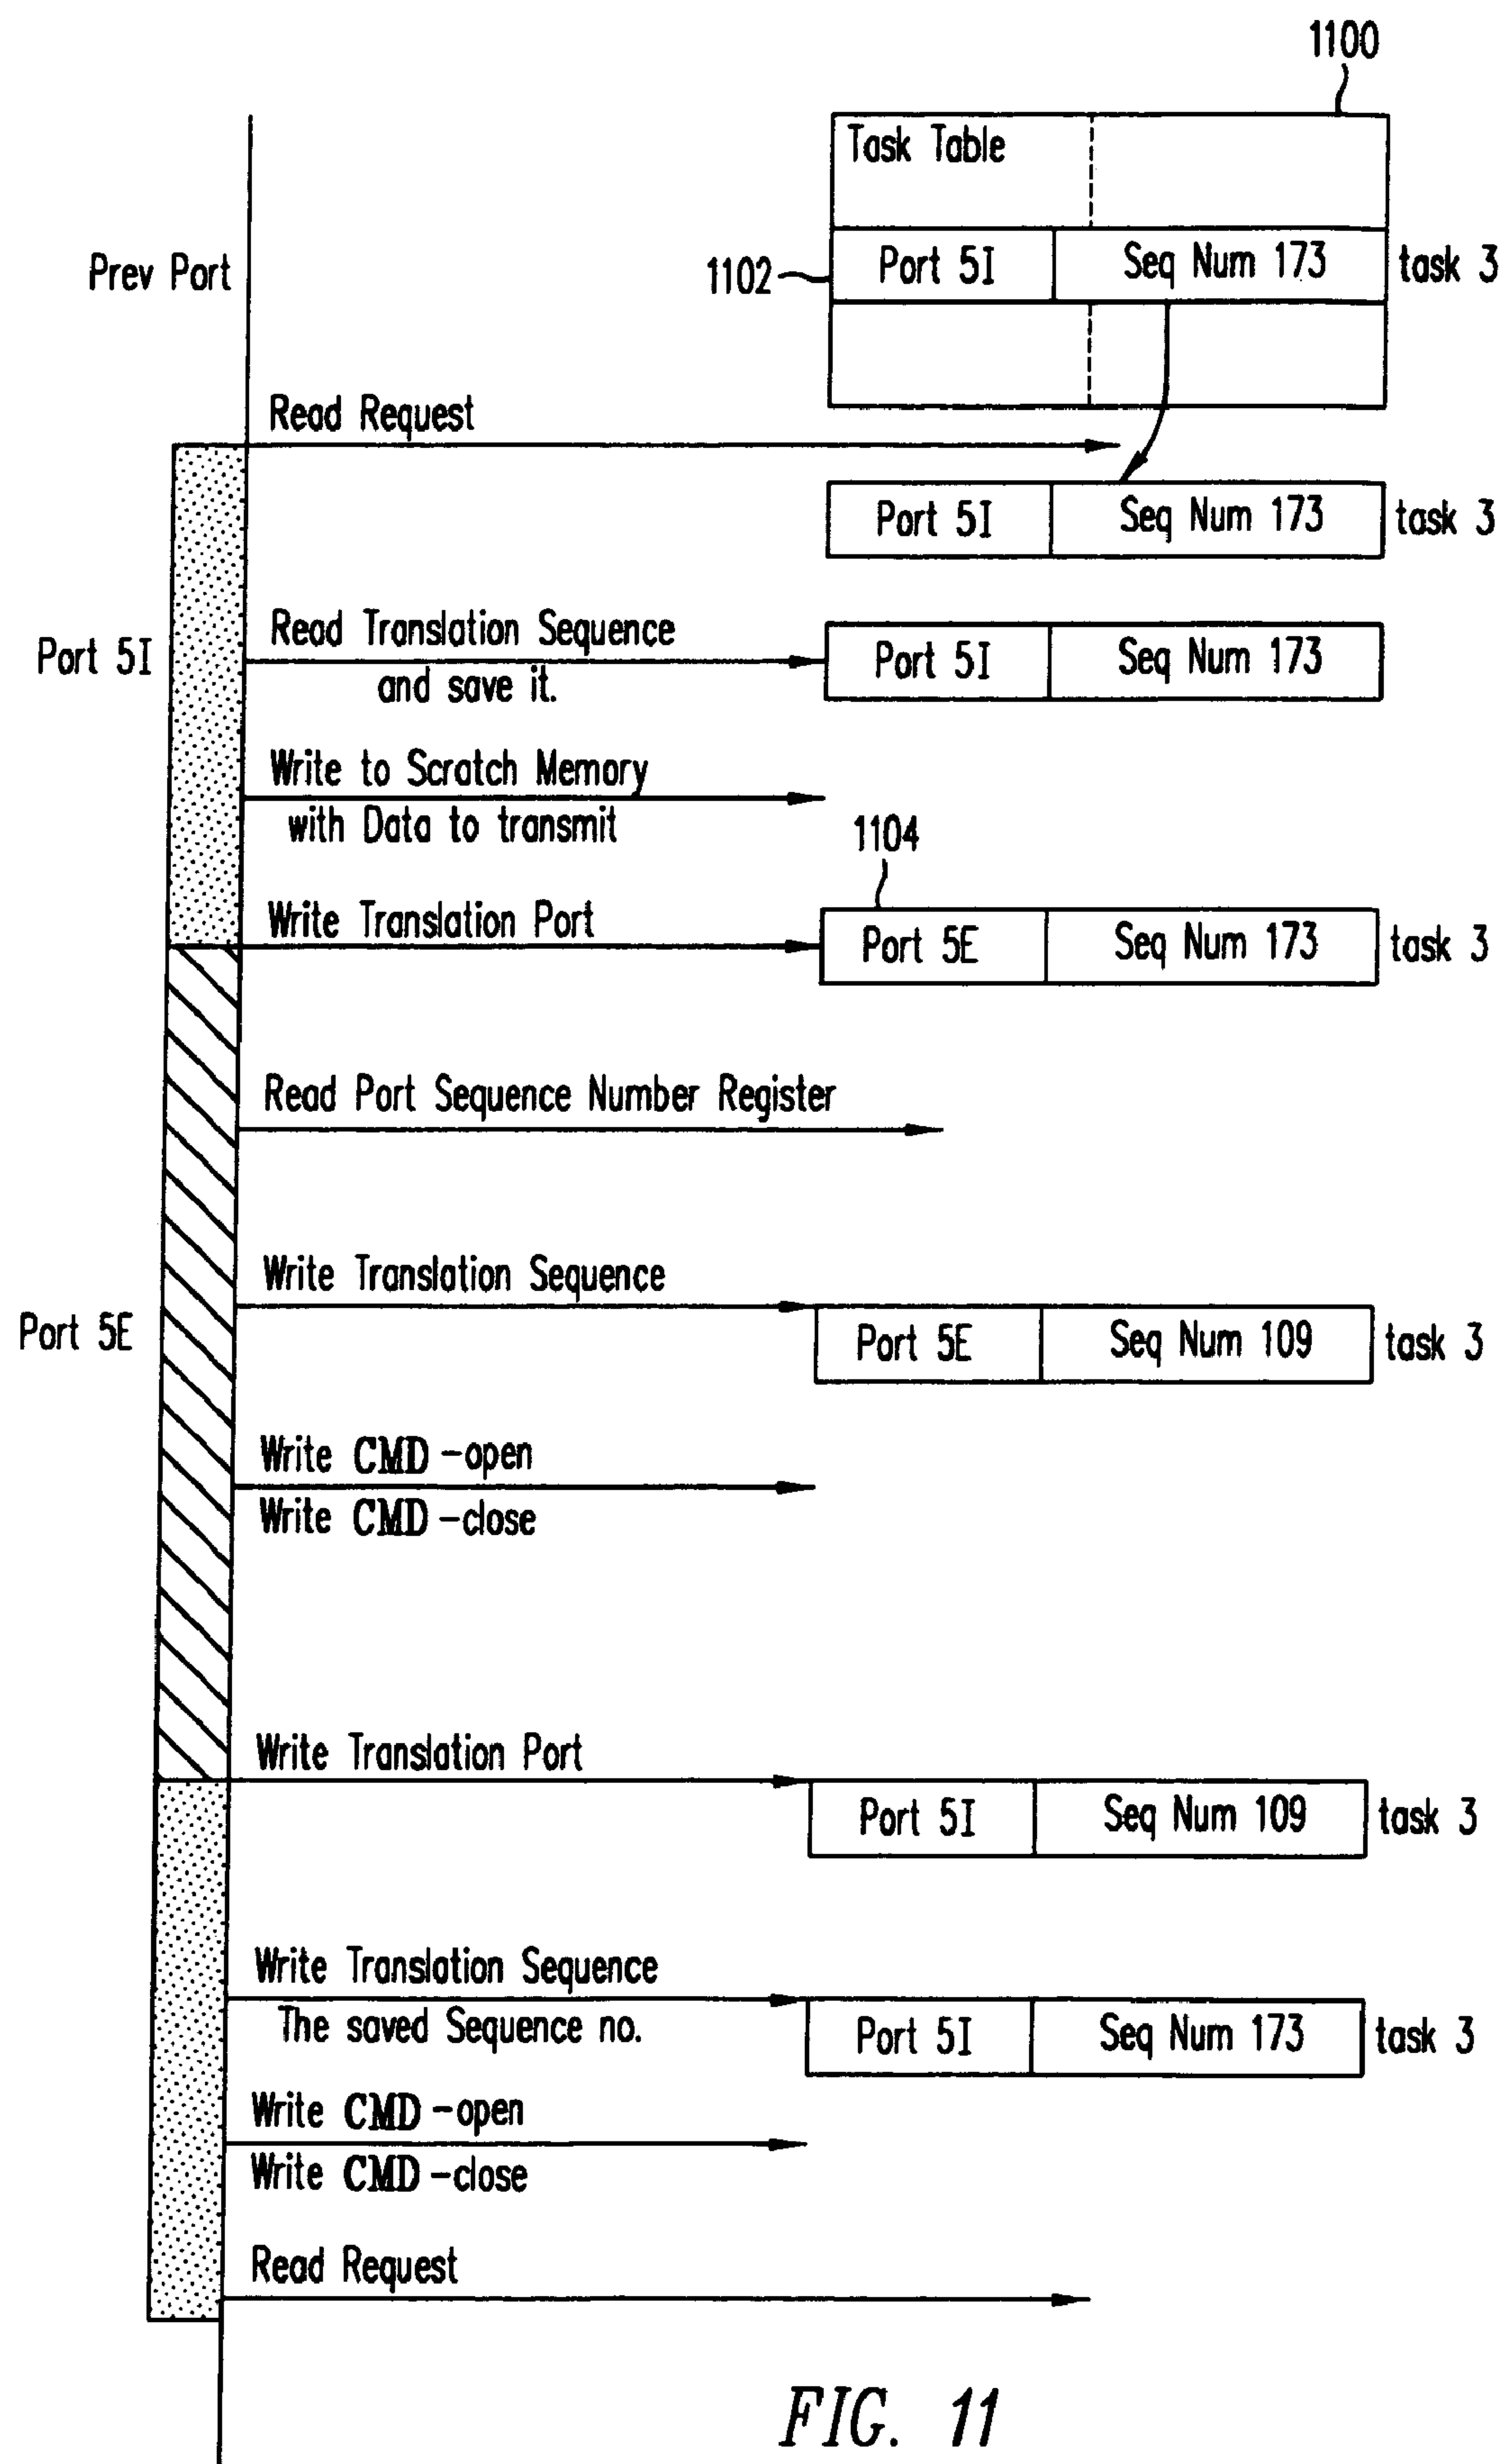 1100
Task Table
Prev Port
1102
Port 5I
Seq Num 173
task 3
Read Request
Port 5I
Seq Num 173
task 3
Port 5I
Read Translation Sequence
and save it.
Port 5I
Seq Num 173
Write to Scratch Memory
with Data to transmit
1104
Write Translation Port
Port 5E
Seq Num 173
task 3
Read Port Sequence Number Register
Write Translation Sequence
Port 5E
Port 5E
Seq Num 109
task 3
Write CMD-open
Write CMD-close
Write Translation Port
Port 5I
Seq Num 109
task 3
Write Translation Sequence
The saved Sequence no.
Port 5I
Seq Num 173
task 3
Write CMD-open
Write CMD-close
Read Request
FIG. 11